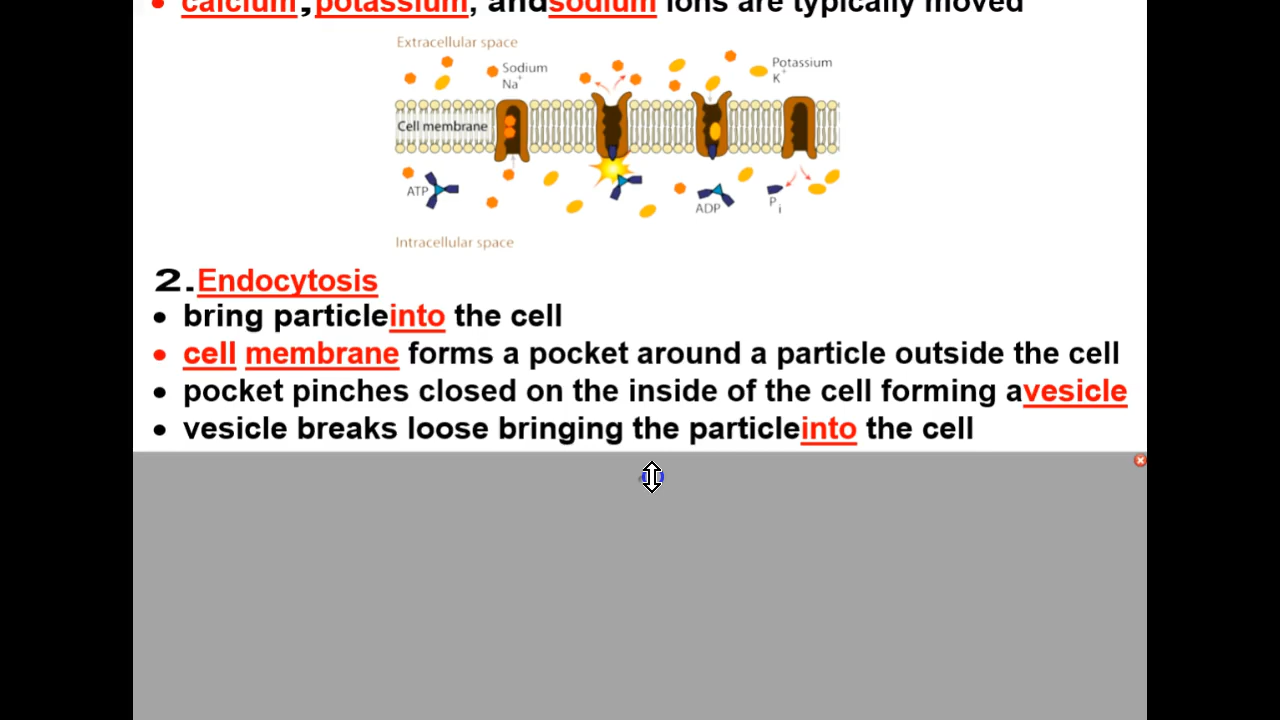 • calcium, potassium, and sodium ions are typically moved
Extracellular space
Sodium
Na+
Potassium
K+
Cell membrane
ATP
ADP
Pi
Intracellular space
2. Endocytosis
• bring particle into the cell
• cell membrane forms a pocket around a particle outside the cell
• pocket pinches closed on the inside of the cell forming a vesicle
• vesicle breaks loose bringing the particle into the cell